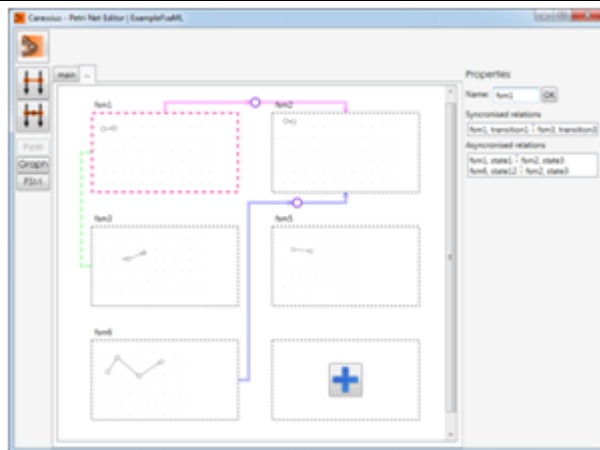 Carassius - Petri Net Editor | ExampleFsmML
main ...
Properties
fsm1
fsm2
Name: fsm1 OK
Syncronised relations
fsm1, transition1 : fsm3, transition3
Asyncronised relations
fsm1, state1 : fsm2, state3
fsm6, state12 : fsm2, state3
Petri
Graph
FSM
fsm3
fsm5
fsm6